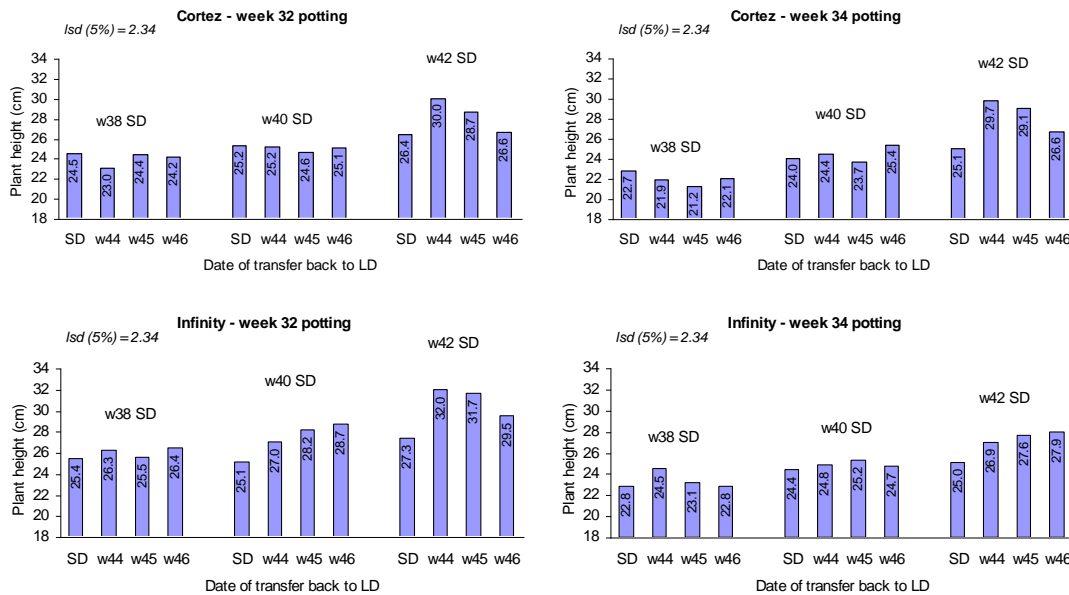 Cortez - week 32 potting
lsd (5%) = 2.34
Plant height (cm)
34
32
30
28
26
24
22
20
18
w38 SD
w40 SD
w42 SD
24.5
23.0
24.4
24.2
25.2
25.2
24.6
25.1
26.4
30.0
28.7
26.6
SD w44 w45 w46 SD w44 w45 w46 SD w44 w45 w46
Date of transfer back to LD
Cortez - week 34 potting
lsd (5%) = 2.34
Plant height (cm)
34
32
30
28
26
24
22
20
18
w38 SD
w40 SD
w42 SD
22.7
21.9
21.2
22.1
24.0
24.4
23.7
25.4
25.1
29.7
29.1
26.6
SD w44 w45 w46 SD w44 w45 w46 SD w44 w45 w46
Date of transfer back to LD
Infinity - week 32 potting
lsd (5%) = 2.34
Plant height (cm)
34
32
30
28
26
24
22
20
18
w38 SD
w40 SD
w42 SD
25.4
26.3
25.5
26.4
25.1
27.0
28.2
28.7
27.3
32.0
31.7
29.5
SD w44 w45 w46 SD w44 w45 w46 SD w44 w45 w46
Date of transfer back to LD
Infinity - week 34 potting
lsd (5%) = 2.34
Plant height (cm)
34
32
30
28
26
24
22
20
18
w38 SD
w40 SD
w42 SD
22.8
24.5
23.1
22.8
24.4
24.8
25.2
24.7
25.0
26.9
27.6
27.9
SD w44 w45 w46 SD w44 w45 w46 SD w44 w45 w46
Date of transfer back to LD